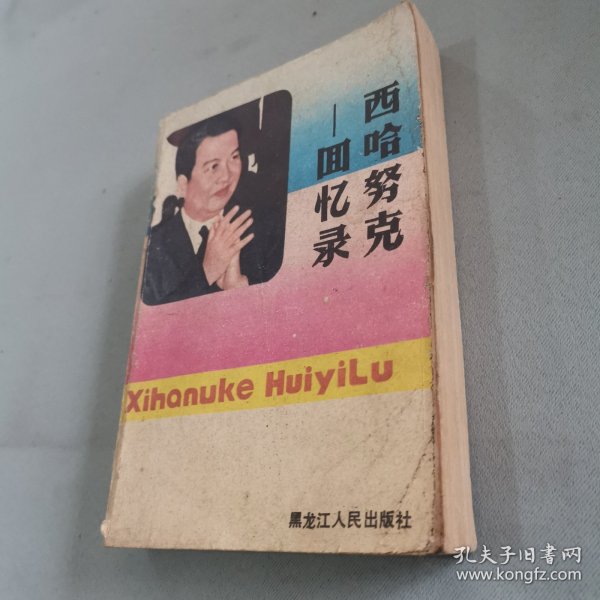 西哈努克
—回忆录
Xihanuke HuiyiLu
黑龙江人民出版社
孔夫子旧书网
www.kongfz.com